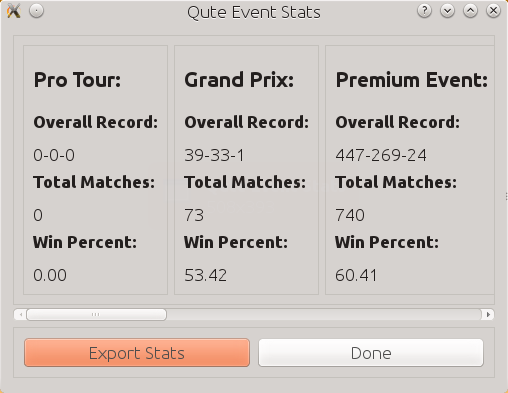 Qute Event Stats
Pro Tour:
Overall Record:
0-0-0
Total Matches:
0
Win Percent:
0.00
Grand Prix:
Overall Record:
39-33-1
Total Matches:
73
Win Percent:
53.42
Premium Event:
Overall Record:
447-269-24
Total Matches:
740
Win Percent:
60.41
Export Stats
Done